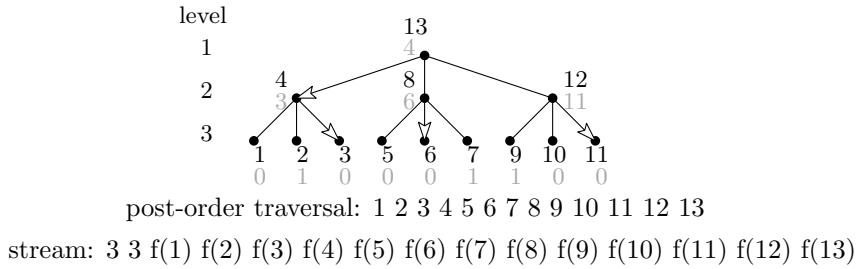 level
13
1
4
4
8
12
2
3
6
11
3
1 2 3 5 6 7 9 10 11
0 1 0 0 0 1 1 0 0
post-order traversal: 1 2 3 4 5 6 7 8 9 10 11 12 13
stream: 3 3 f(1) f(2) f(3) f(4) f(5) f(6) f(7) f(8) f(9) f(10) f(11) f(12) f(13)